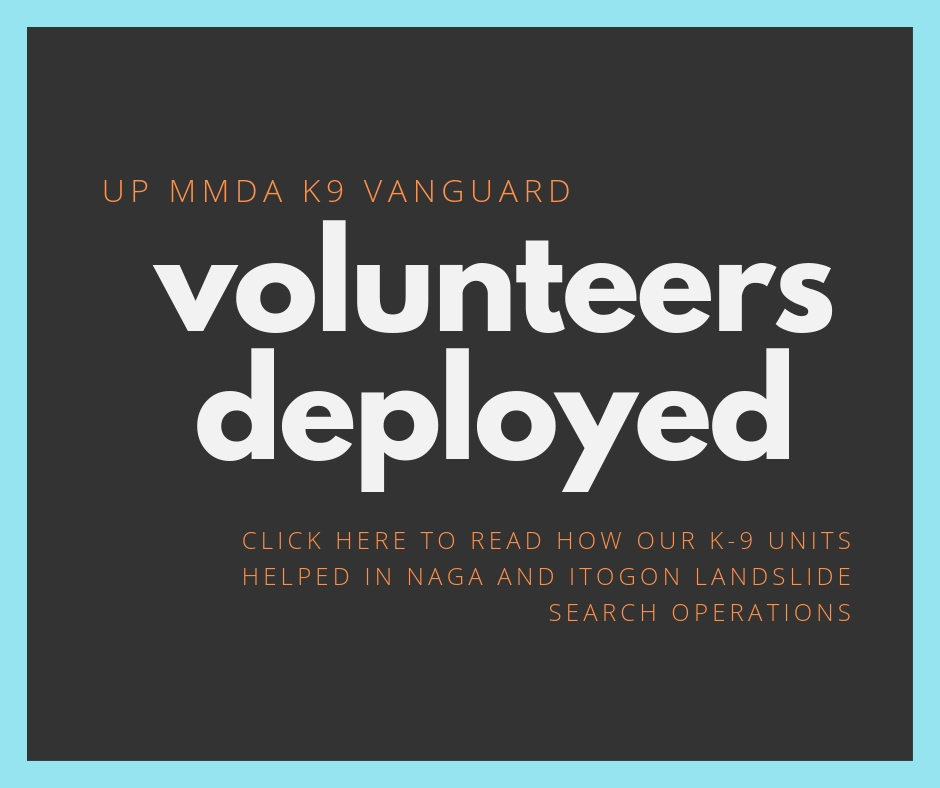 UP MMDA K9 VANGUARD
volunteers
deployed
CLICK HERE TO READ HOW OUR K-9 UNITS
HELPED IN NAGA AND ITOGON LANDSLIDE
SEARCH OPERATIONS